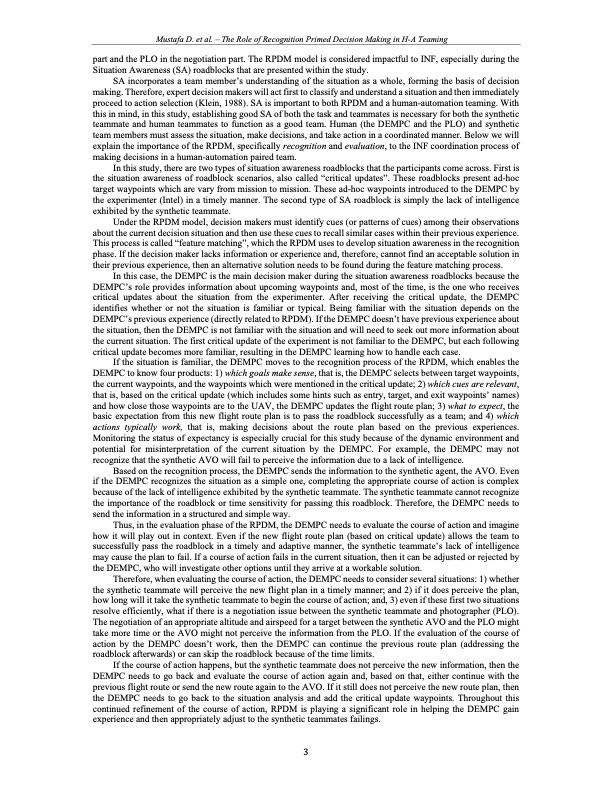 Mustafa D. et al. – The Role of Recognition Primed Decision Making in H-A Teaming
part and the PLO in the negotiation part. The RPDM model is considered impactful to INF, especially during the
Situation Awareness (SA) roadblocks that are presented within the study.
SA incorporates a team member's understanding of the situation as a whole, forming the basis of decision
making. Therefore, expert decision makers will act first to classify and understand a situation and then immediately
proceed to action selection (Klein, 1988). SA is important to both RPDM and a human-automation teaming. With
this in mind, in this study, establishing good SA of both the task and teammates is necessary for both the synthetic
teammate and human teammates to function as a good team. Human (the DEMPC and the PLO) and synthetic
team members must assess the situation, make decisions, and take action in a coordinated manner. Below we will
explain the importance of the RPDM, specifically recognition and evaluation, to the INF coordination process of
making decisions in a human-automation paired team.
In this study, there are two types of situation awareness roadblocks that the participants come across. First is
the situation awareness of roadblock scenarios, also called “critical updates”. These roadblocks present ad-hoc
target waypoints which are vary from mission to mission. These ad-hoc waypoints introduced to the DEMPC by
the experimenter (Intel) in a timely manner. The second type of SA roadblock is simply the lack of intelligence
exhibited by the synthetic teammate.
Under the RPDM model, decision makers must identify cues (or patterns of cues) among their observations
about the current decision situation and then use these cues to recall similar cases within their previous experience.
This process is called “feature matching”, which the RPDM uses to develop situation awareness in the recognition
phase. If the decision maker lacks information or experience and, therefore, cannot find an acceptable solution in
their previous experience, then an alternative solution needs to be found during the feature matching process.
In this case, the DEMPC is the main decision maker during the situation awareness roadblocks because the
DEMPC's role provides information about upcoming waypoints and, most of the time, is the one who receives
critical updates about the situation from the experimenter. After receiving the critical update, the DEMPC
identifies whether or not the situation is familiar or typical. Being familiar with the situation depends on the
DEMPC's previous experience (directly related to RPDM). If the DEMPC doesn't have previous experience about
the situation, then the DEMPC is not familiar with the situation and will need to seek out more information about
the current situation. The first critical update of the experiment is not familiar to the DEMPC, but each following
critical update becomes more familiar, resulting in the DEMPC learning how to handle each case.
If the situation is familiar, the DEMPC moves to the recognition process of the RPDM, which enables the
DEMPC to know four products: 1) which goals make sense, that is, the DEMPC selects between target waypoints,
the current waypoints, and the waypoints which were mentioned in the critical update; 2) which cues are relevant,
that is, based on the critical update (which includes some hints such as entry, target, and exit waypoints' names)
and how close those waypoints are to the UAV, the DEMPC updates the flight route plan; 3) what to expect, the
basic expectation from this new flight route plan is to pass the roadblock successfully as a team; and 4) which
actions typically work, that is, making decisions about the route plan based on the previous experiences.
Monitoring the status of expectancy is especially crucial for this study because of the dynamic environment and
potential for misinterpretation of the current situation by the DEMPC. For example, the DEMPC may not
recognize that the synthetic AVO will fail to perceive the information due to a lack of intelligence.
Based on the recognition process, the DEMPC sends the information to the synthetic agent, the AVO. Even
if the DEMPC recognizes the situation as a simple one, completing the appropriate course of action is complex
because of the lack of intelligence exhibited by the synthetic teammate. The synthetic teammate cannot recognize
the importance of the roadblock or time sensitivity for passing this roadblock. Therefore, the DEMPC needs to
send the information in a structured and simple way.
Thus, in the evaluation phase of the RPDM, the DEMPC needs to evaluate the course of action and imagine
how it will play out in context. Even if the new flight route plan (based on critical update) allows the team to
successfully pass the roadblock in a timely and adaptive manner, the synthetic teammate's lack of intelligence
may cause the plan to fail. If a course of action fails in the current situation, then it can be adjusted or rejected by
the DEMPC, who will investigate other options until they arrive at a workable solution.
Therefore, when evaluating the course of action, the DEMPC needs to consider several situations: 1) whether
the synthetic teammate will perceive the new flight plan in a timely manner; and 2) if it does perceive the plan,
how long will it take the synthetic teammate to begin the course of action; and, 3) even if these first two situations
resolve efficiently, what if there is a negotiation issue between the synthetic teammate and photographer (PLO).
The negotiation of an appropriate altitude and airspeed for a target between the synthetic AVO and the PLO might
take more time or the AVO might not perceive the information from the PLO. If the evaluation of the course of
action by the DEMPC doesn't work, then the DEMPC can continue the previous route plan (addressing the
roadblock afterwards) or can skip the roadblock because of the time limits.
If the course of action happens, but the synthetic teammate does not perceive the new information, then the
DEMPC needs to go back and evaluate the course of action again and, based on that, either continue with the
previous flight route or send the new route again to the AVO. If it still does not perceive the new route plan, then
the DEMPC needs to go back to the situation analysis and add the critical update waypoints. Throughout this
continued refinement of the course of action, RPDM is playing a significant role in helping the DEMPC gain
experience and then appropriately adjust to the synthetic teammates failings.
3